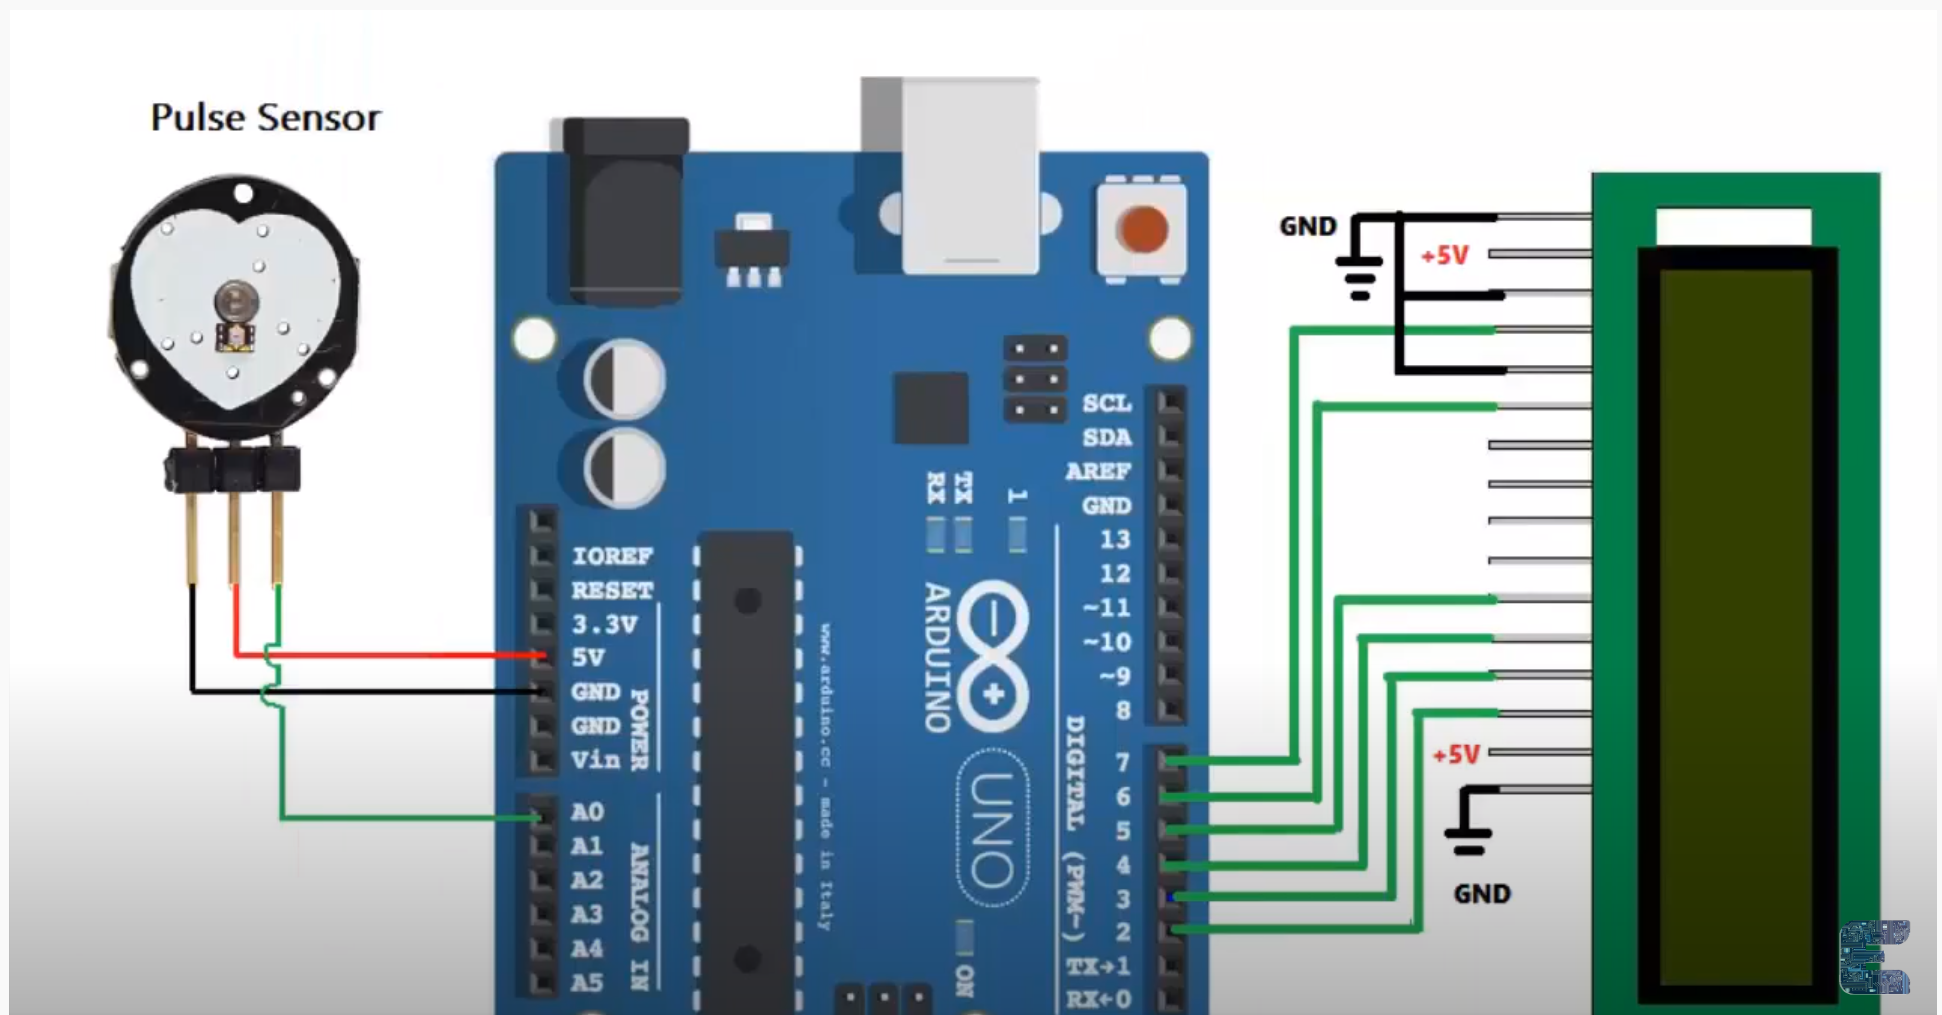 Pulse Sensor
GND
+5V
SCL
SDA
AREF
GND
13
12
~11
~10
~9
8
7
6
5
4
3
2
TX→1
RX←0
DIGITAL (PWM~)
RX
TX
1
ARDUINO
UNO
ON
www.arduino.cc - made in Italy
IOREF
RESET
3.3V
5V
GND
GND
Vin
POWER
A0
A1
A2
A3
A4
A5
ANALOG IN
+5V
GND